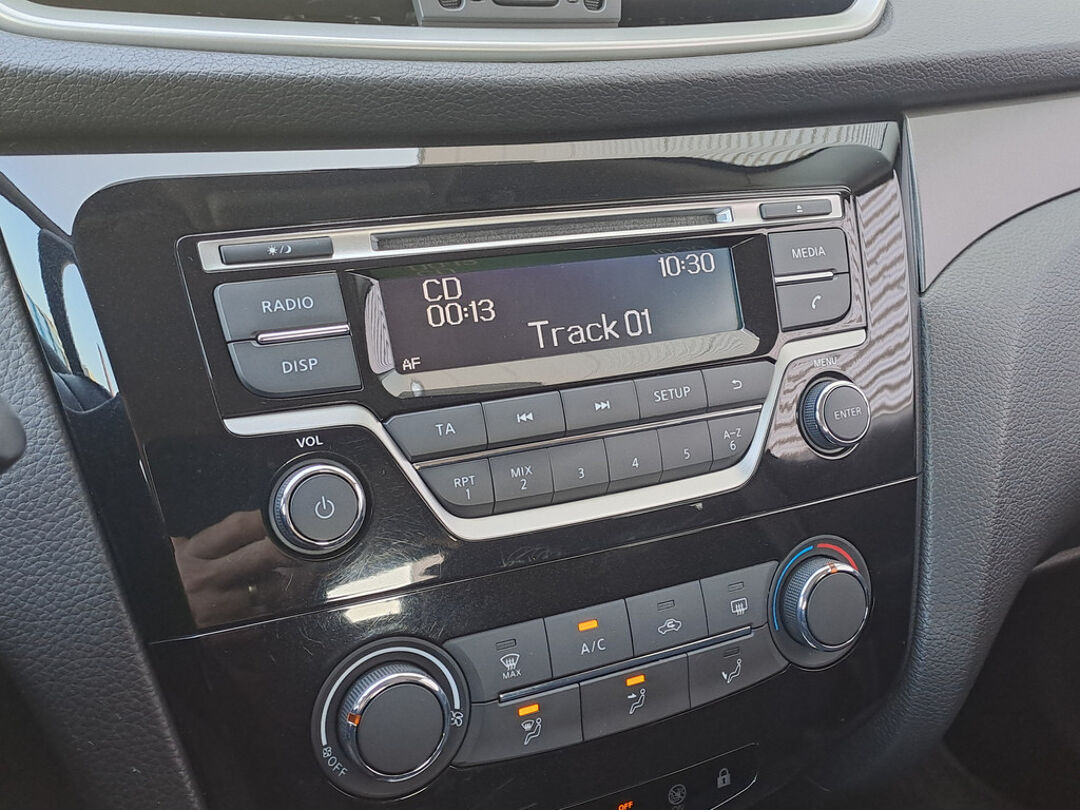 10:30
CD
00:13
Track 01
AF
RADIO
DISP
MEDIA
TA
SETUP
MENU
ENTER
VOL
RPT
1
MIX
2
3
4
5
A-Z
6
MAX
A/C
OFF
OFF